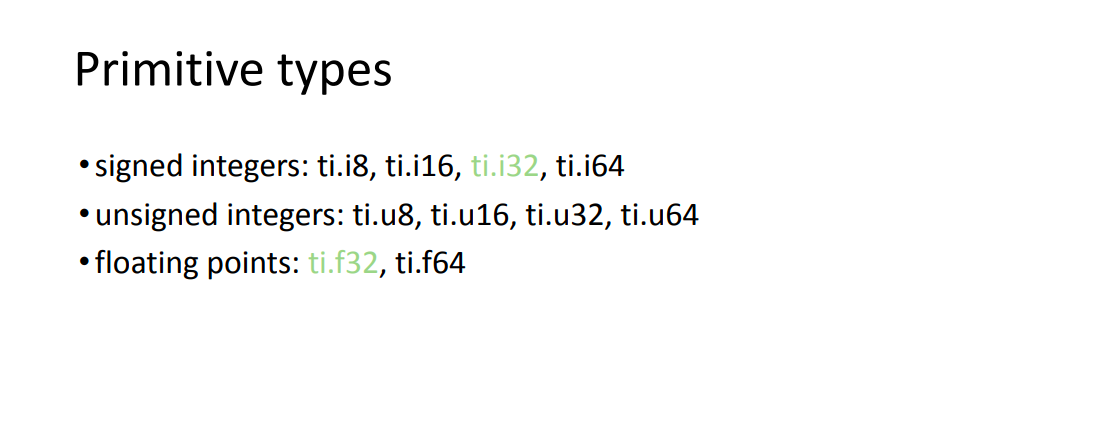 Primitive types
•signed integers: ti.i8, ti.i16, ti.i32, ti.i64
•unsigned integers: ti.u8, ti.u16, ti.u32, ti.u64
•floating points: ti.f32, ti.f64